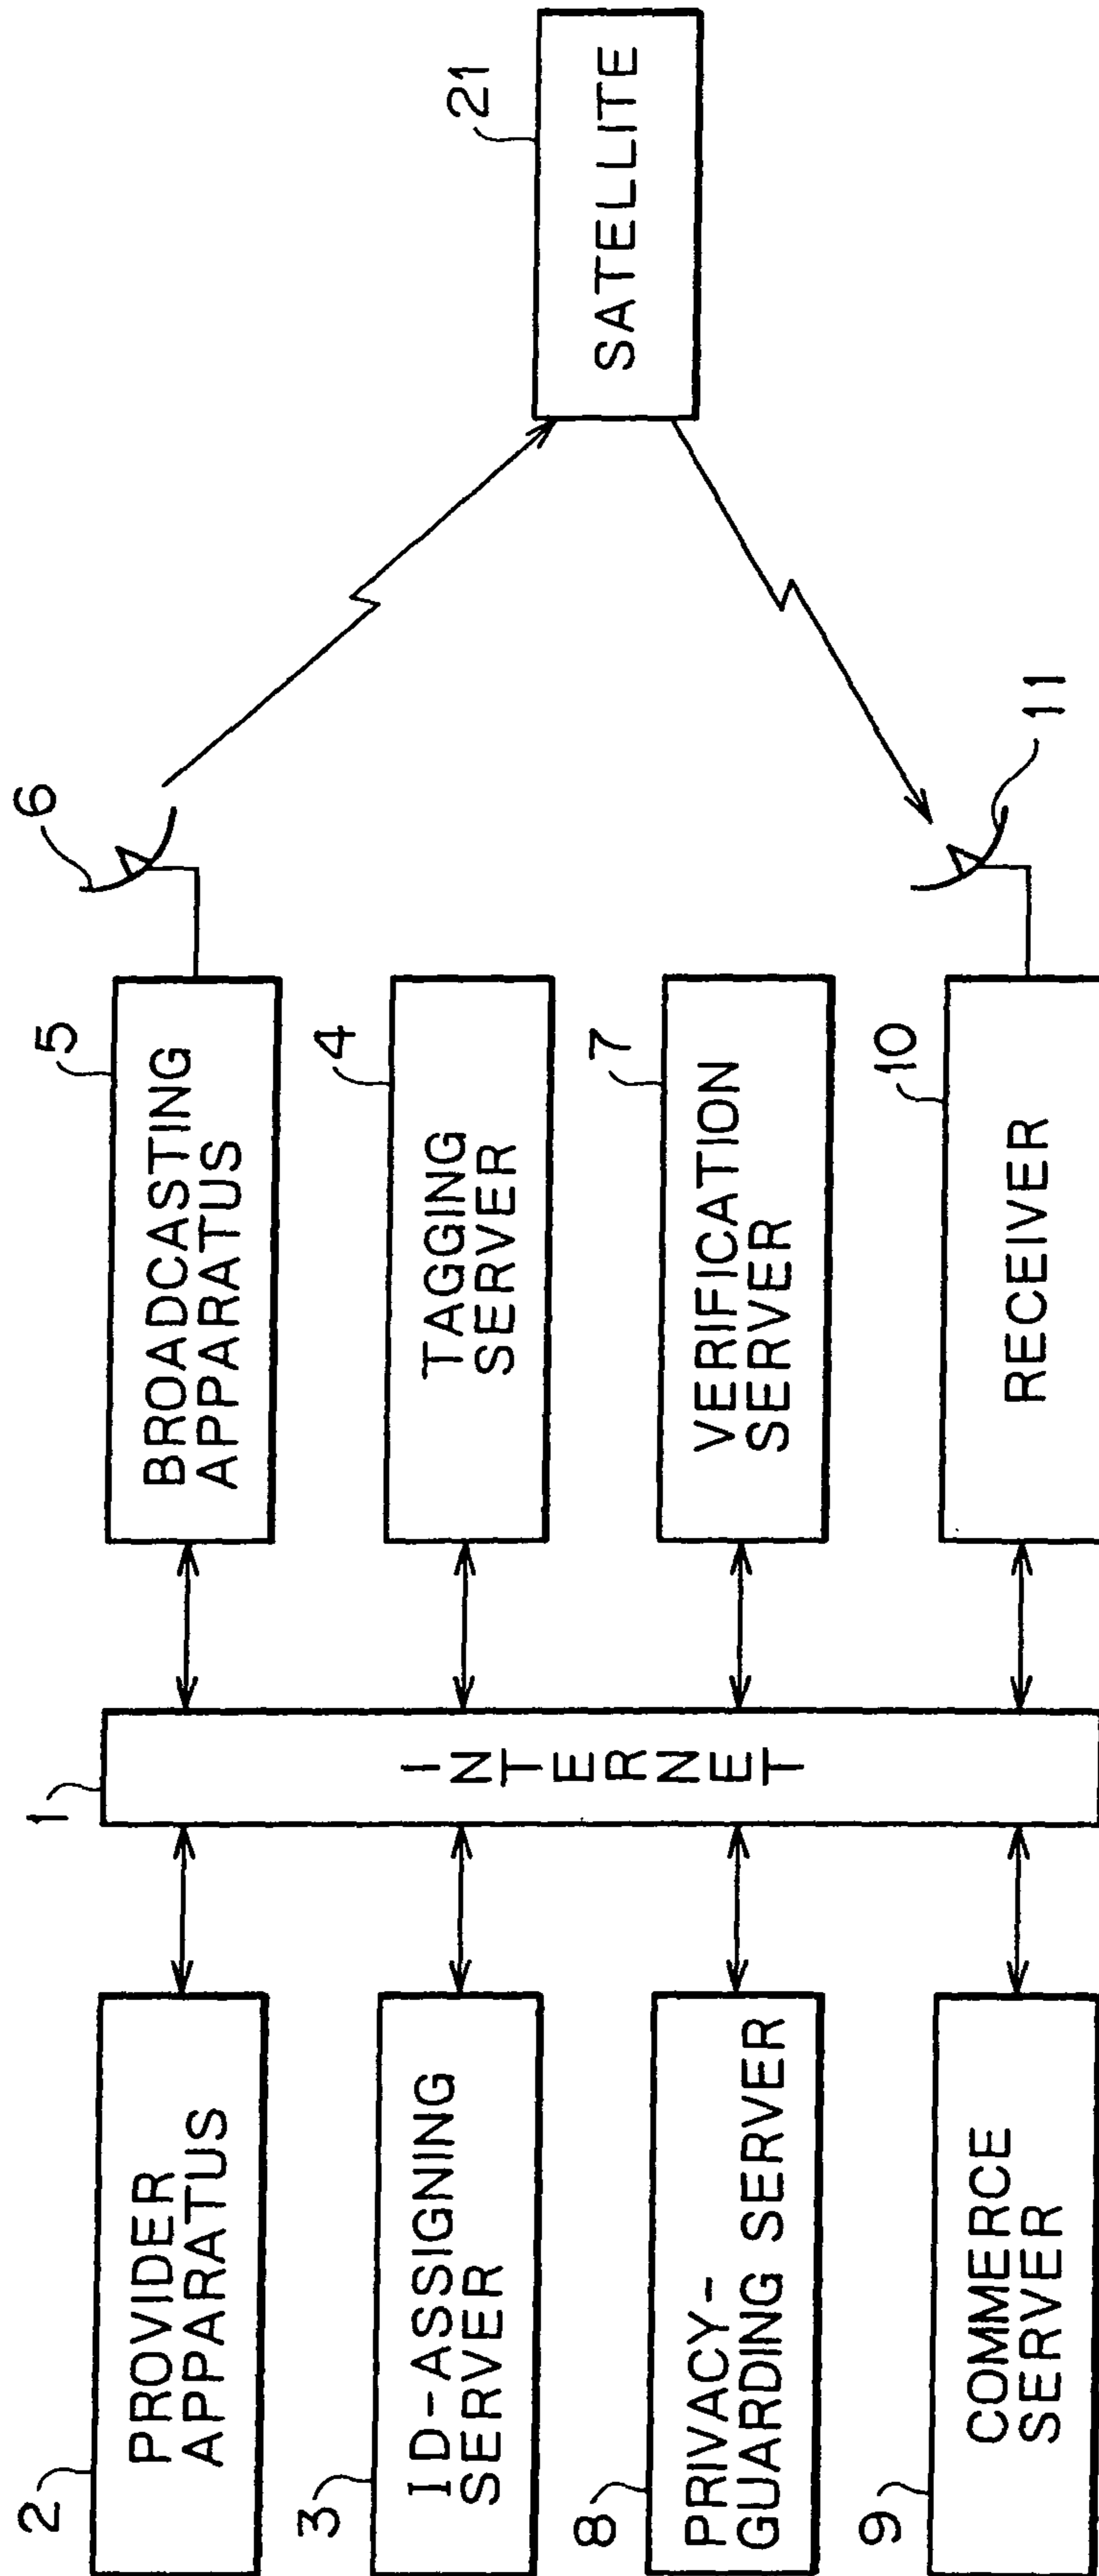 2
PROVIDER
APPARATUS
3
ID-ASSIGNING
SERVER
8
PRIVACY-
GUARDING SERVER
9
COMMERCE
SERVER
1
INTERNET
5
BROADCASTING
APPARATUS
4
TAGGING
SERVER
7
VERIFICATION
SERVER
10
RECEIVER
6
11
21
SATELLITE